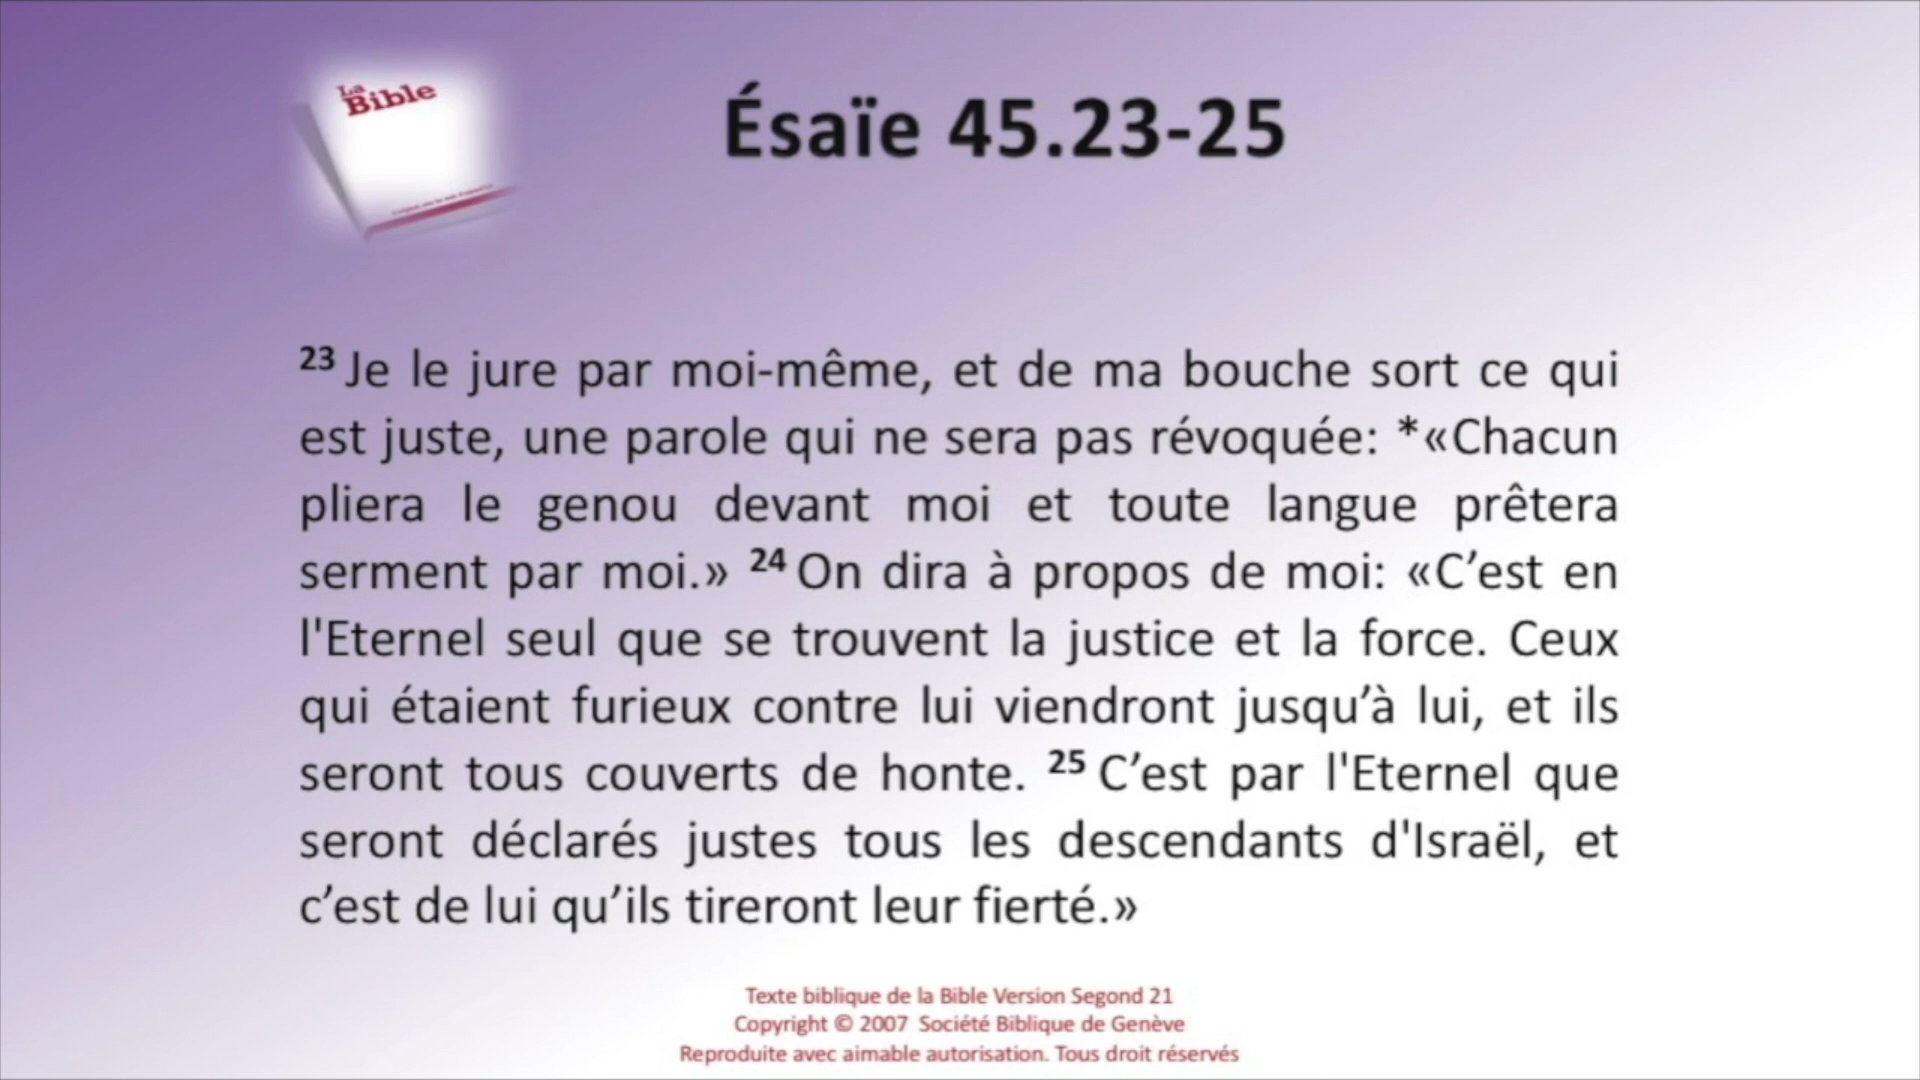 La
Bible
Ésaïe 45.23-25
23 Je le jure par moi-même, et de ma bouche sort ce qui
est juste, une parole qui ne sera pas révoquée: *«Chacun
pliera le genou devant moi et toute langue prêtera
serment par moi.» 24 On dira à propos de moi: «C’est en
l'Eternel seul que se trouvent la justice et la force. Ceux
qui étaient furieux contre lui viendront jusqu’à lui, et ils
seront tous couverts de honte. 25 C’est par l'Eternel que
seront déclarés justes tous les descendants d'Israël, et
c’est de lui qu’ils tireront leur fierté.»
Texte biblique de la Bible Version Segond 21
Copyright © 2007 Société Biblique de Genève
Reproduite avec aimable autorisation. Tous droit réservés